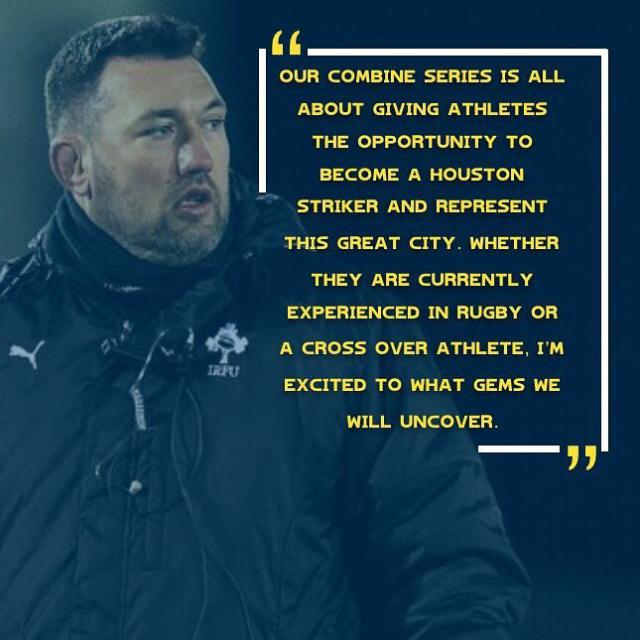 “
OUR COMBINE SERIES IS ALL
ABOUT GIVING ATHLETES
THE OPPORTUNITY TO
BECOME A HOUSTON
STRIKER AND REPRESENT
THIS GREAT CITY. WHETHER
THEY ARE CURRENTLY
EXPERIENCED IN RUGBY OR
A CROSS OVER ATHLETE, I'M
EXCITED TO WHAT GEMS WE
WILL UNCOVER.
”
IRFU